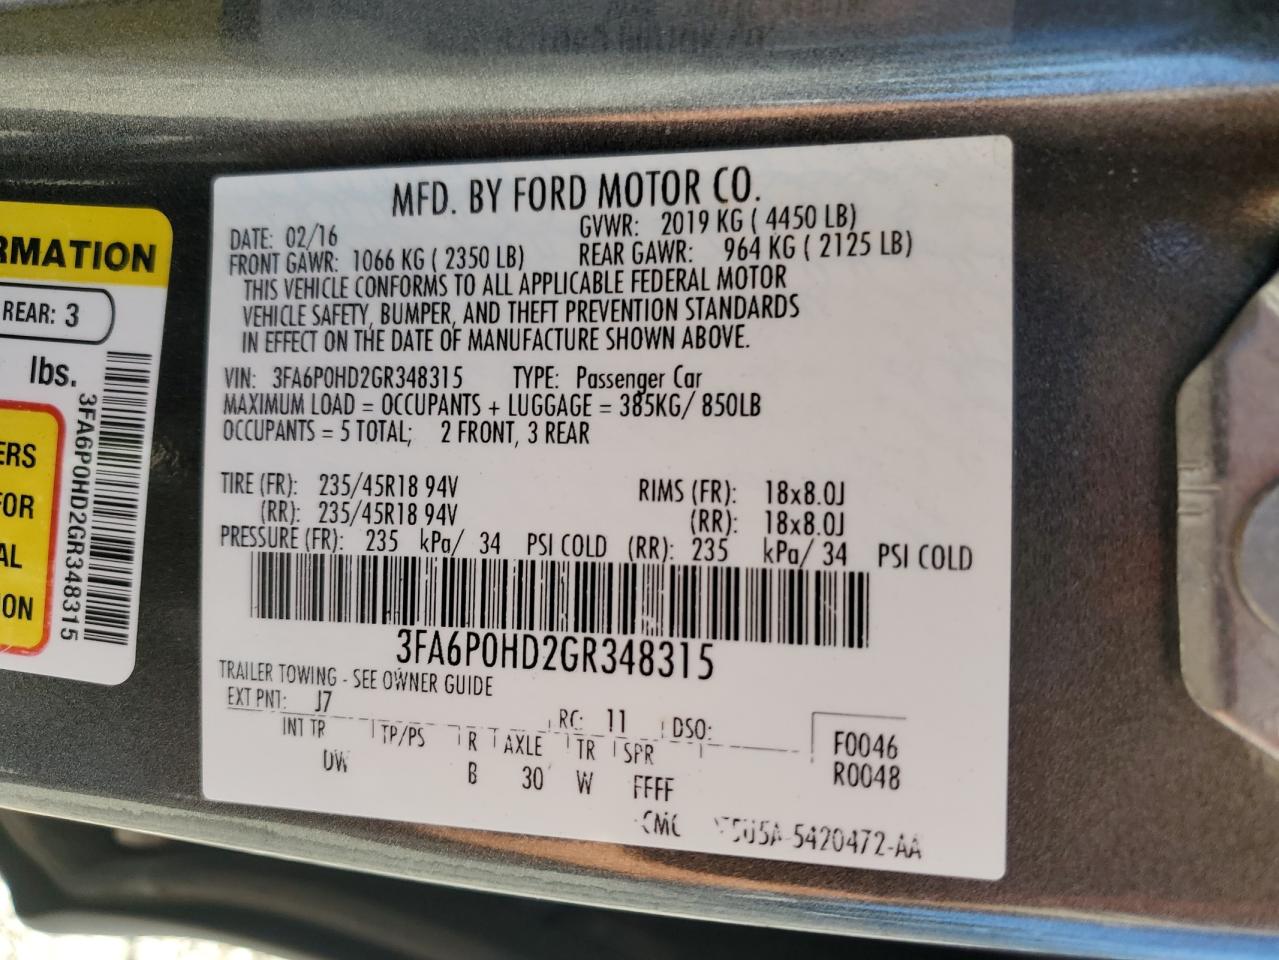 MFD. BY FORD MOTOR CO.
DATE: 02/16 GVWR: 2019 KG ( 4450 LB)
FRONT GAWR: 1066 KG ( 2350 LB) REAR GAWR: 964 KG ( 2125 LB)
THIS VEHICLE CONFORMS TO ALL APPLICABLE FEDERAL MOTOR
VEHICLE SAFETY, BUMPER, AND THEFT PREVENTION STANDARDS
IN EFFECT ON THE DATE OF MANUFACTURE SHOWN ABOVE.
VIN: 3FA6P0HD2GR348315 TYPE: Passenger Car
MAXIMUM LOAD = OCCUPANTS + LUGGAGE = 385KG/ 850LB
OCCUPANTS = 5 TOTAL; 2 FRONT, 3 REAR
TIRE (FR): 235/45R18 94V RIMS (FR): 18x8.0J
(RR): 235/45R18 94V (RR): 18x8.0J
PRESSURE (FR): 235 kPa/ 34 PSI COLD (RR): 235 kPa/ 34 PSI COLD
3FA6P0HD2GR348315
TRAILER TOWING - SEE OWNER GUIDE
EXT PNT: J7 RC: 11 DSO:
INT TR TP/PS R AXLE TR SPR F0046
DW B 30 W FFFF R0048
5U5A-5420472-AA
RMATION
REAR: 3
lbs.
ERS
FOR
AL
ION
3FA6P0HD2GR348315